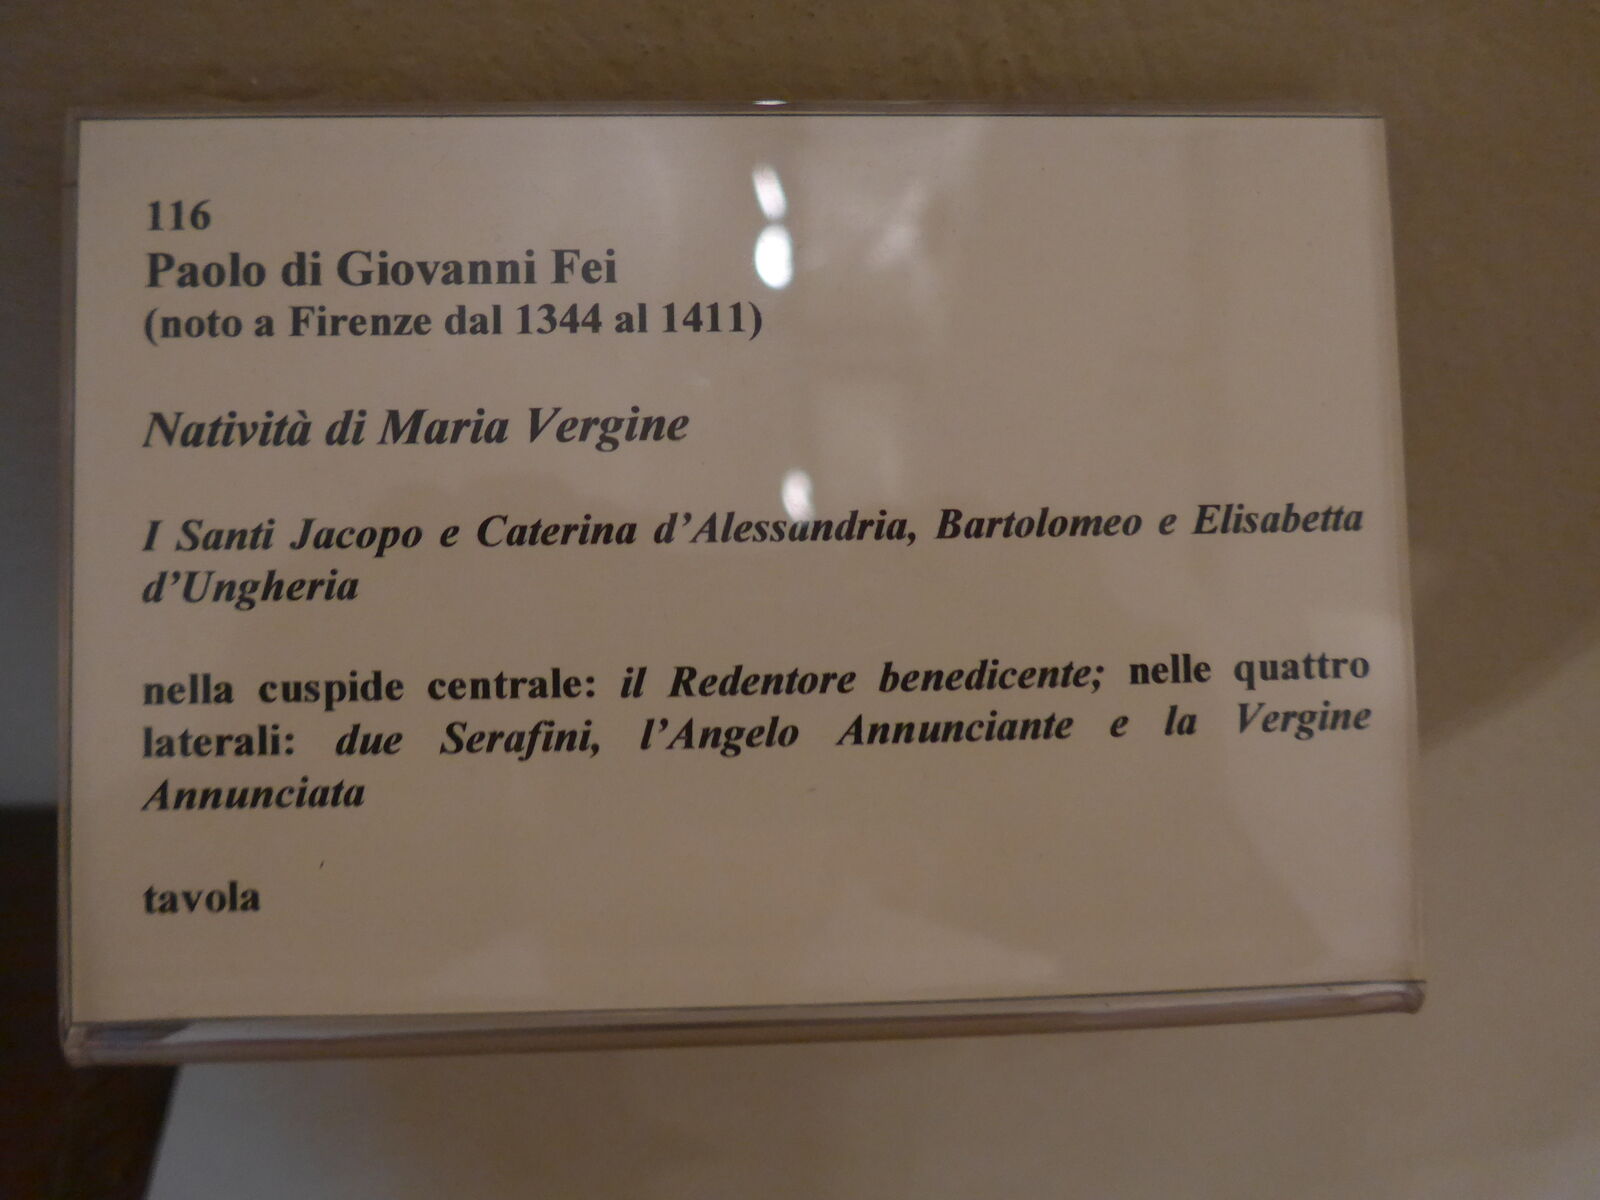 116
Paolo di Giovanni Fei
(noto a Firenze dal 1344 al 1411)
Natività di Maria Vergine
I Santi Jacopo e Caterina d’Alessandria, Bartolomeo e Elisabetta
d’Ungheria
nella cuspide centrale: il Redentore benedicente; nelle quattro
laterali: due Serafini, l’Angelo Annunciante e la Vergine
Annunciata
tavola